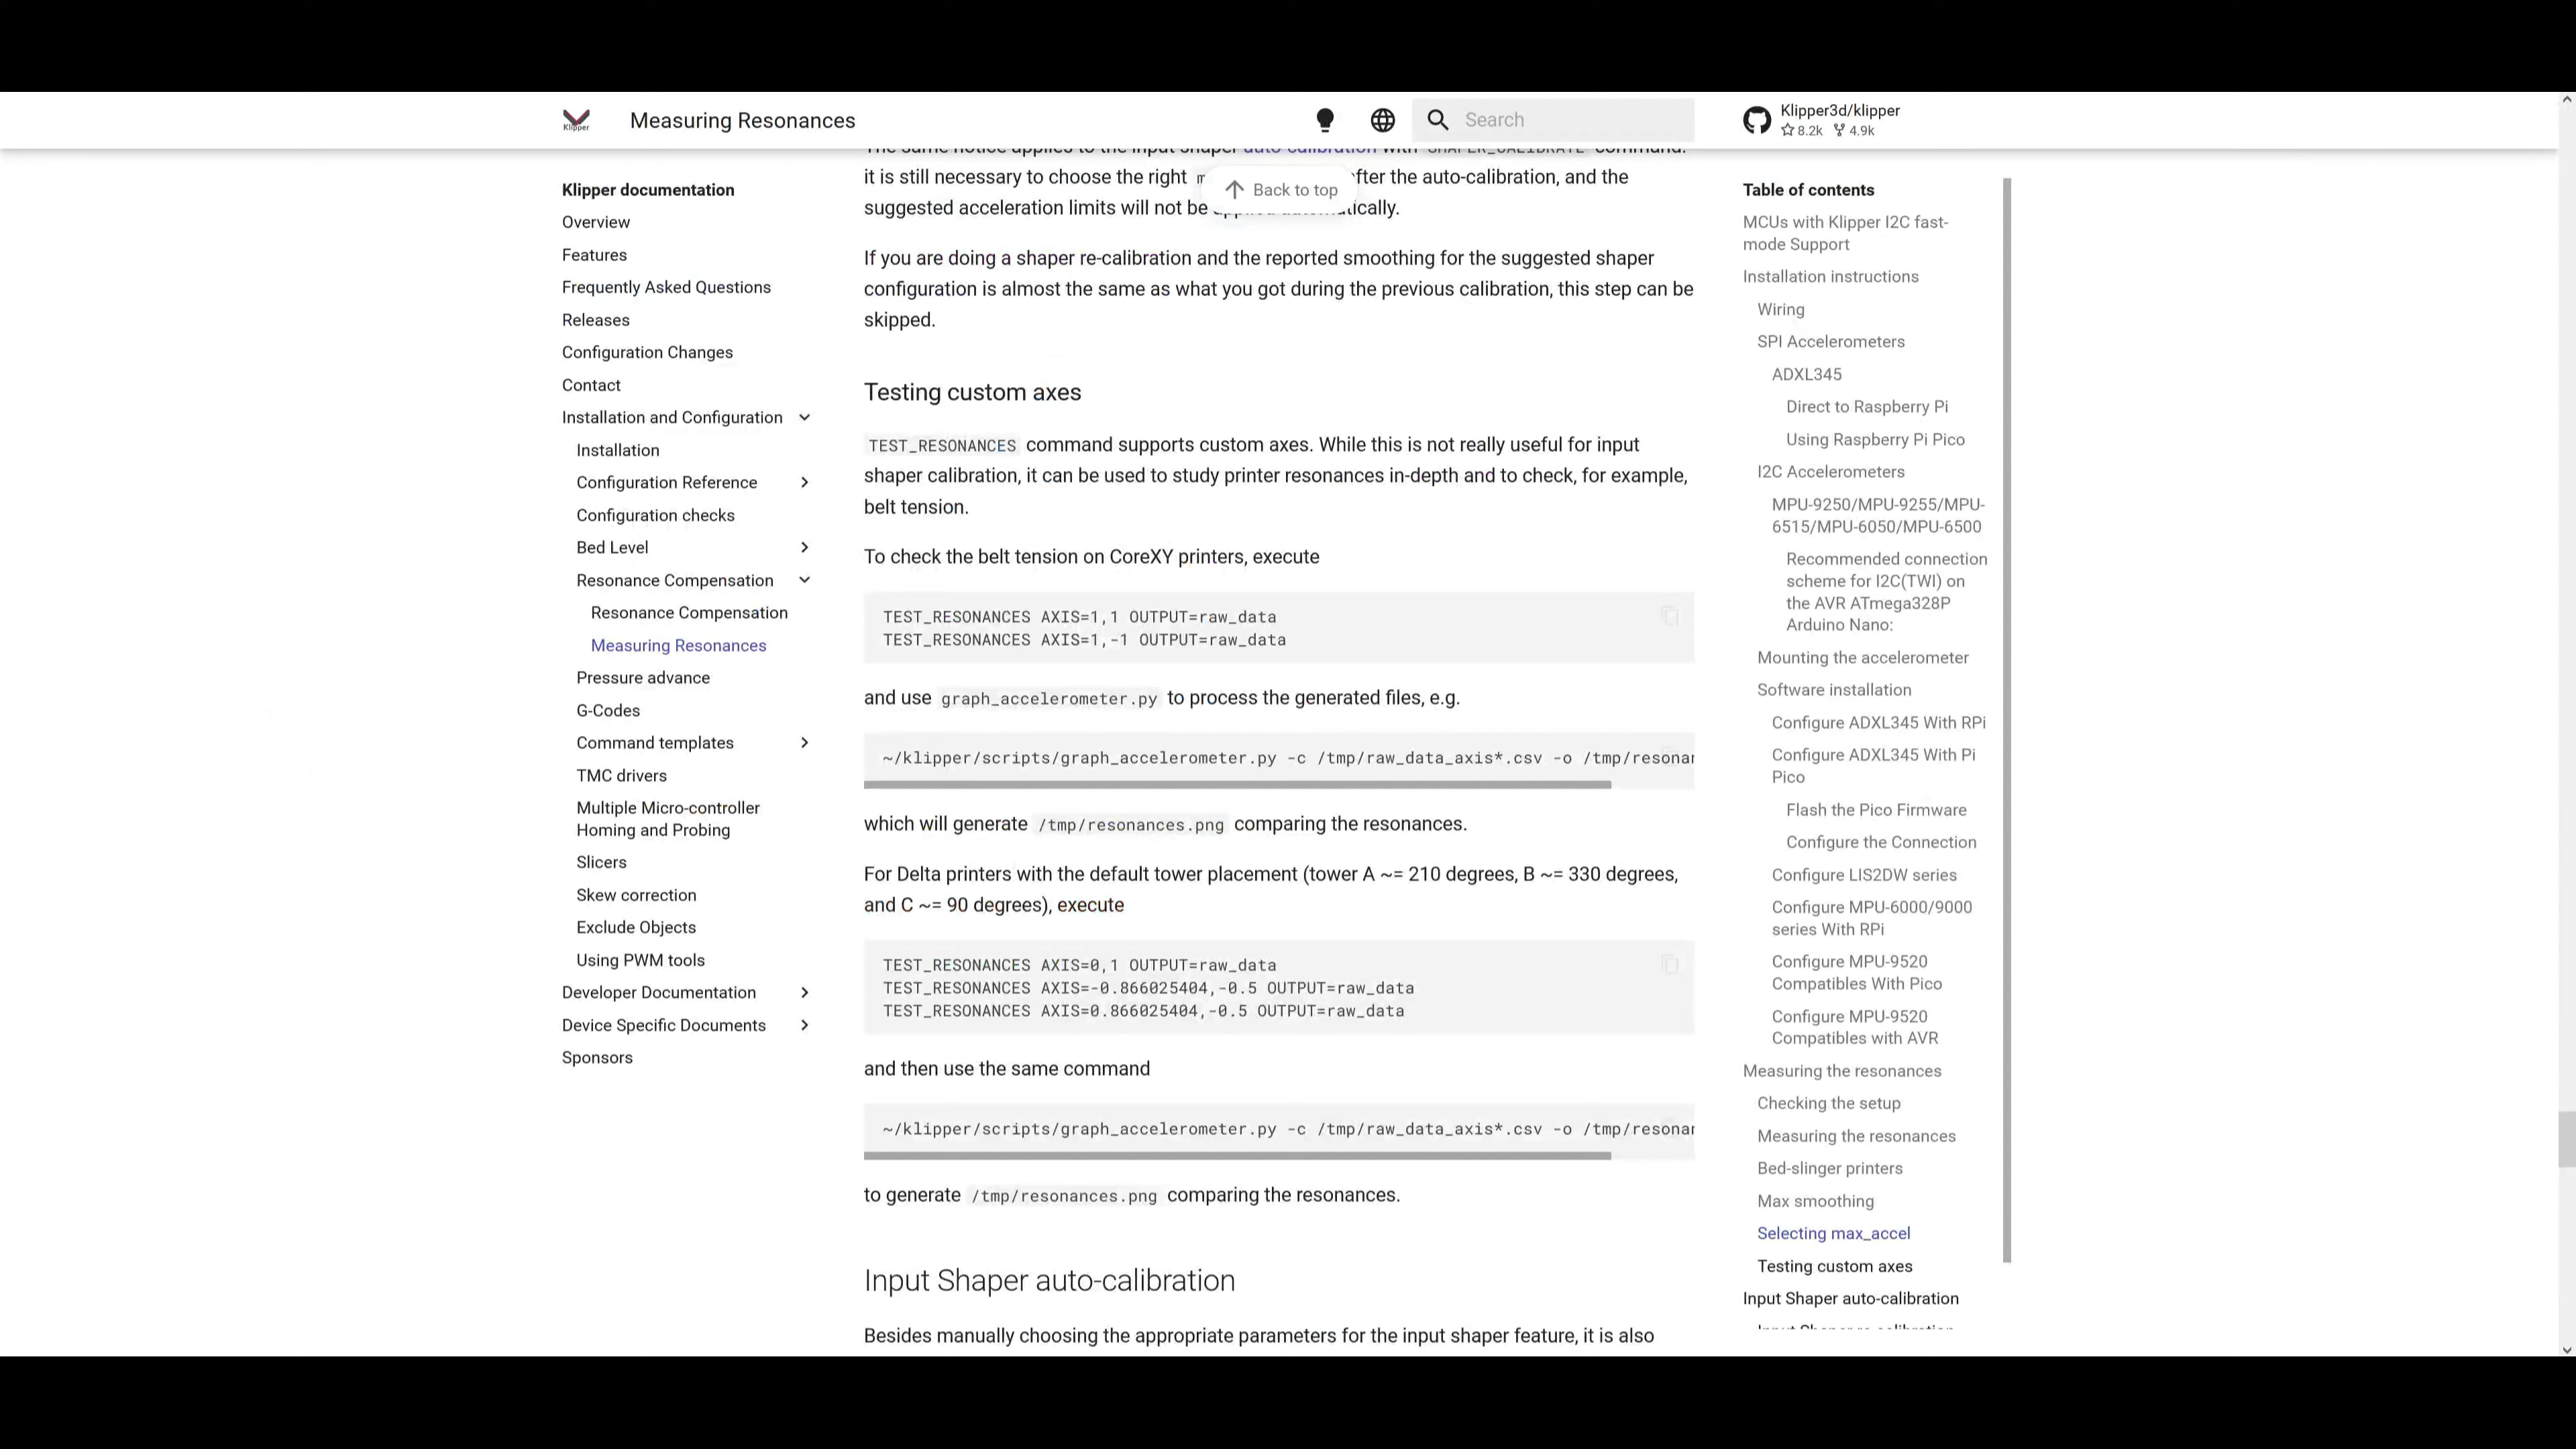 Klipper
Measuring Resonances
Search
Klipper3d/klipper
8.2k 4.9k
Klipper documentation
Overview
Features
Frequently Asked Questions
Releases
Configuration Changes
Contact
Installation and Configuration
Installation
Configuration Reference
Configuration checks
Bed Level
Resonance Compensation
Resonance Compensation
Measuring Resonances
Pressure advance
G-Codes
Command templates
TMC drivers
Multiple Micro-controller
Homing and Probing
Slicers
Skew correction
Exclude Objects
Using PWM tools
Developer Documentation
Device Specific Documents
Sponsors
The same notice applies to the input shaper auto-calibration with SHAPER_CALIBRATE command:
it is still necessary to choose the right after the auto-calibration, and the
suggested acceleration limits will not be applied automatically.
Back to top
If you are doing a shaper re-calibration and the reported smoothing for the suggested shaper
configuration is almost the same as what you got during the previous calibration, this step can be
skipped.
Testing custom axes
TEST_RESONANCES command supports custom axes. While this is not really useful for input
shaper calibration, it can be used to study printer resonances in-depth and to check, for example,
belt tension.
To check the belt tension on CoreXY printers, execute
TEST_RESONANCES AXIS=1,1 OUTPUT=raw_data
TEST_RESONANCES AXIS=1,-1 OUTPUT=raw_data
and use graph_accelerometer.py to process the generated files, e.g.
~/klipper/scripts/graph_accelerometer.py -c /tmp/raw_data_axis*.csv -o /tmp/resonar
which will generate /tmp/resonances.png comparing the resonances.
For Delta printers with the default tower placement (tower A ~= 210 degrees, B ~= 330 degrees,
and C ~= 90 degrees), execute
TEST_RESONANCES AXIS=0,1 OUTPUT=raw_data
TEST_RESONANCES AXIS=-0.866025404,-0.5 OUTPUT=raw_data
TEST_RESONANCES AXIS=0.866025404,-0.5 OUTPUT=raw_data
and then use the same command
~/klipper/scripts/graph_accelerometer.py -c /tmp/raw_data_axis*.csv -o /tmp/resonar
to generate /tmp/resonances.png comparing the resonances.
Input Shaper auto-calibration
Besides manually choosing the appropriate parameters for the input shaper feature, it is also
Table of contents
MCUs with Klipper I2C fast-
mode Support
Installation instructions
Wiring
SPI Accelerometers
ADXL345
Direct to Raspberry Pi
Using Raspberry Pi Pico
I2C Accelerometers
MPU-9250/MPU-9255/MPU-
6515/MPU-6050/MPU-6500
Recommended connection
scheme for I2C(TWI) on
the AVR ATmega328P
Arduino Nano:
Mounting the accelerometer
Software installation
Configure ADXL345 With RPi
Configure ADXL345 With Pi
Pico
Flash the Pico Firmware
Configure the Connection
Configure LIS2DW series
Configure MPU-6000/9000
series With RPi
Configure MPU-9520
Compatibles With Pico
Configure MPU-9520
Compatibles with AVR
Measuring the resonances
Checking the setup
Measuring the resonances
Bed-slinger printers
Max smoothing
Selecting max_accel
Testing custom axes
Input Shaper auto-calibration
Input Shaper re-calibration